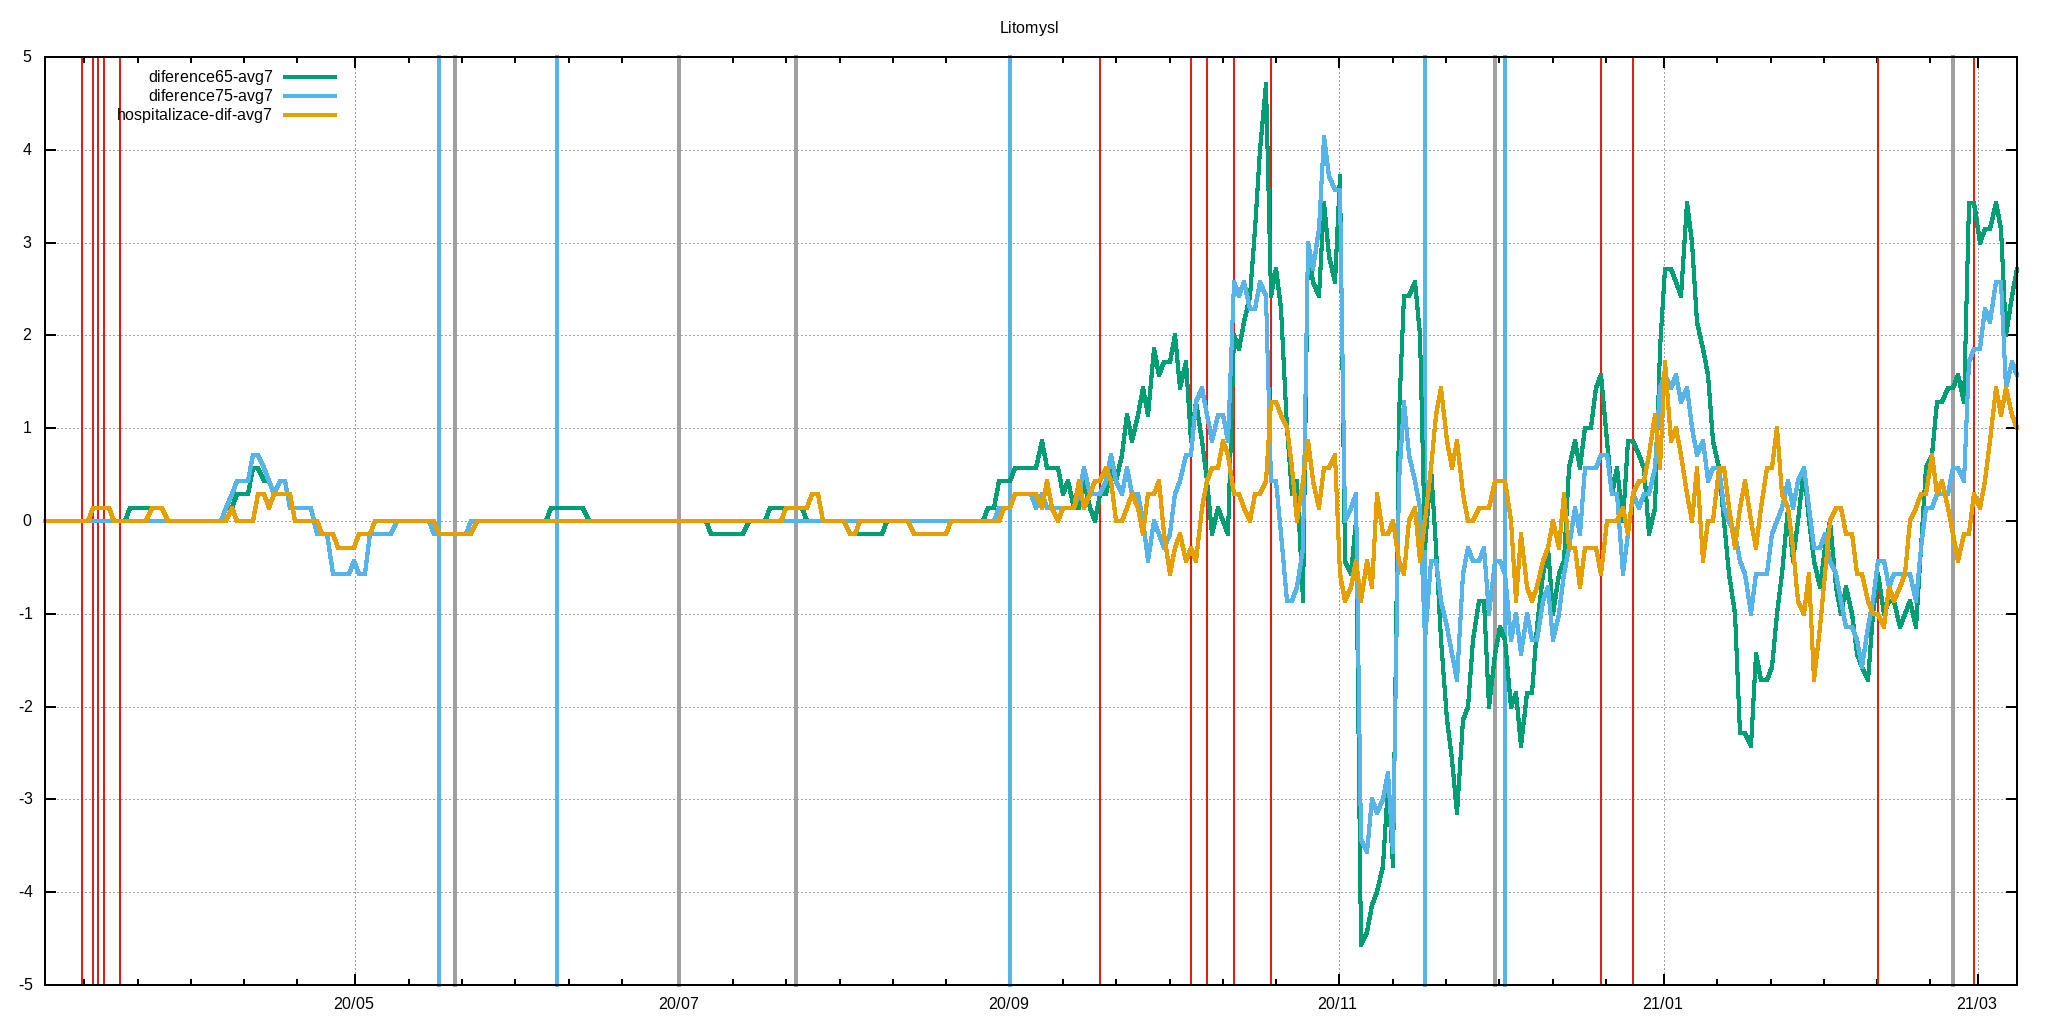 Litomysl
diference65-avg7
diference75-avg7
hospitalizace-dif-avg7
5
4
3
2
1
0
-1
-2
-3
-4
-5
20/05 20/07 20/09 20/11 21/01 21/03